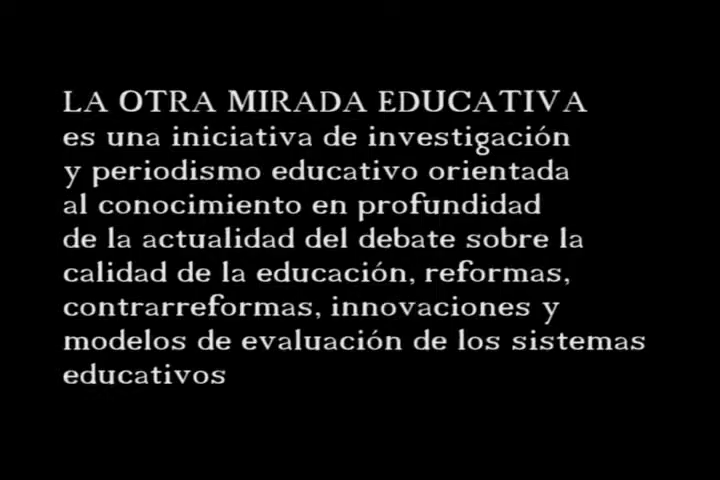 LA OTRA MIRADA EDUCATIVA
es una iniciativa de investigación
y periodismo educativo orientada
al conocimiento en profundidad
de la actualidad del debate sobre la
calidad de la educación, reformas,
contrarreformas, innovaciones y
modelos de evaluación de los sistemas
educativos